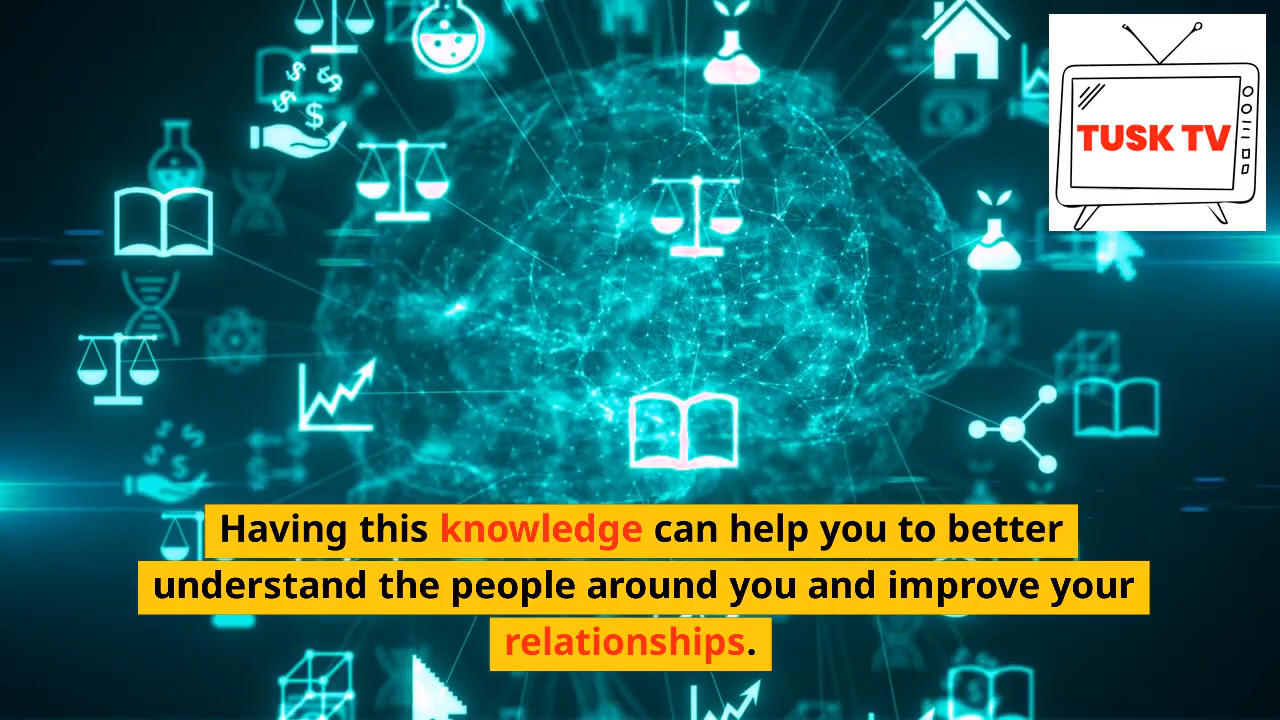 TUSK TV
Having this knowledge can help you to better
understand the people around you and improve your
relationships.